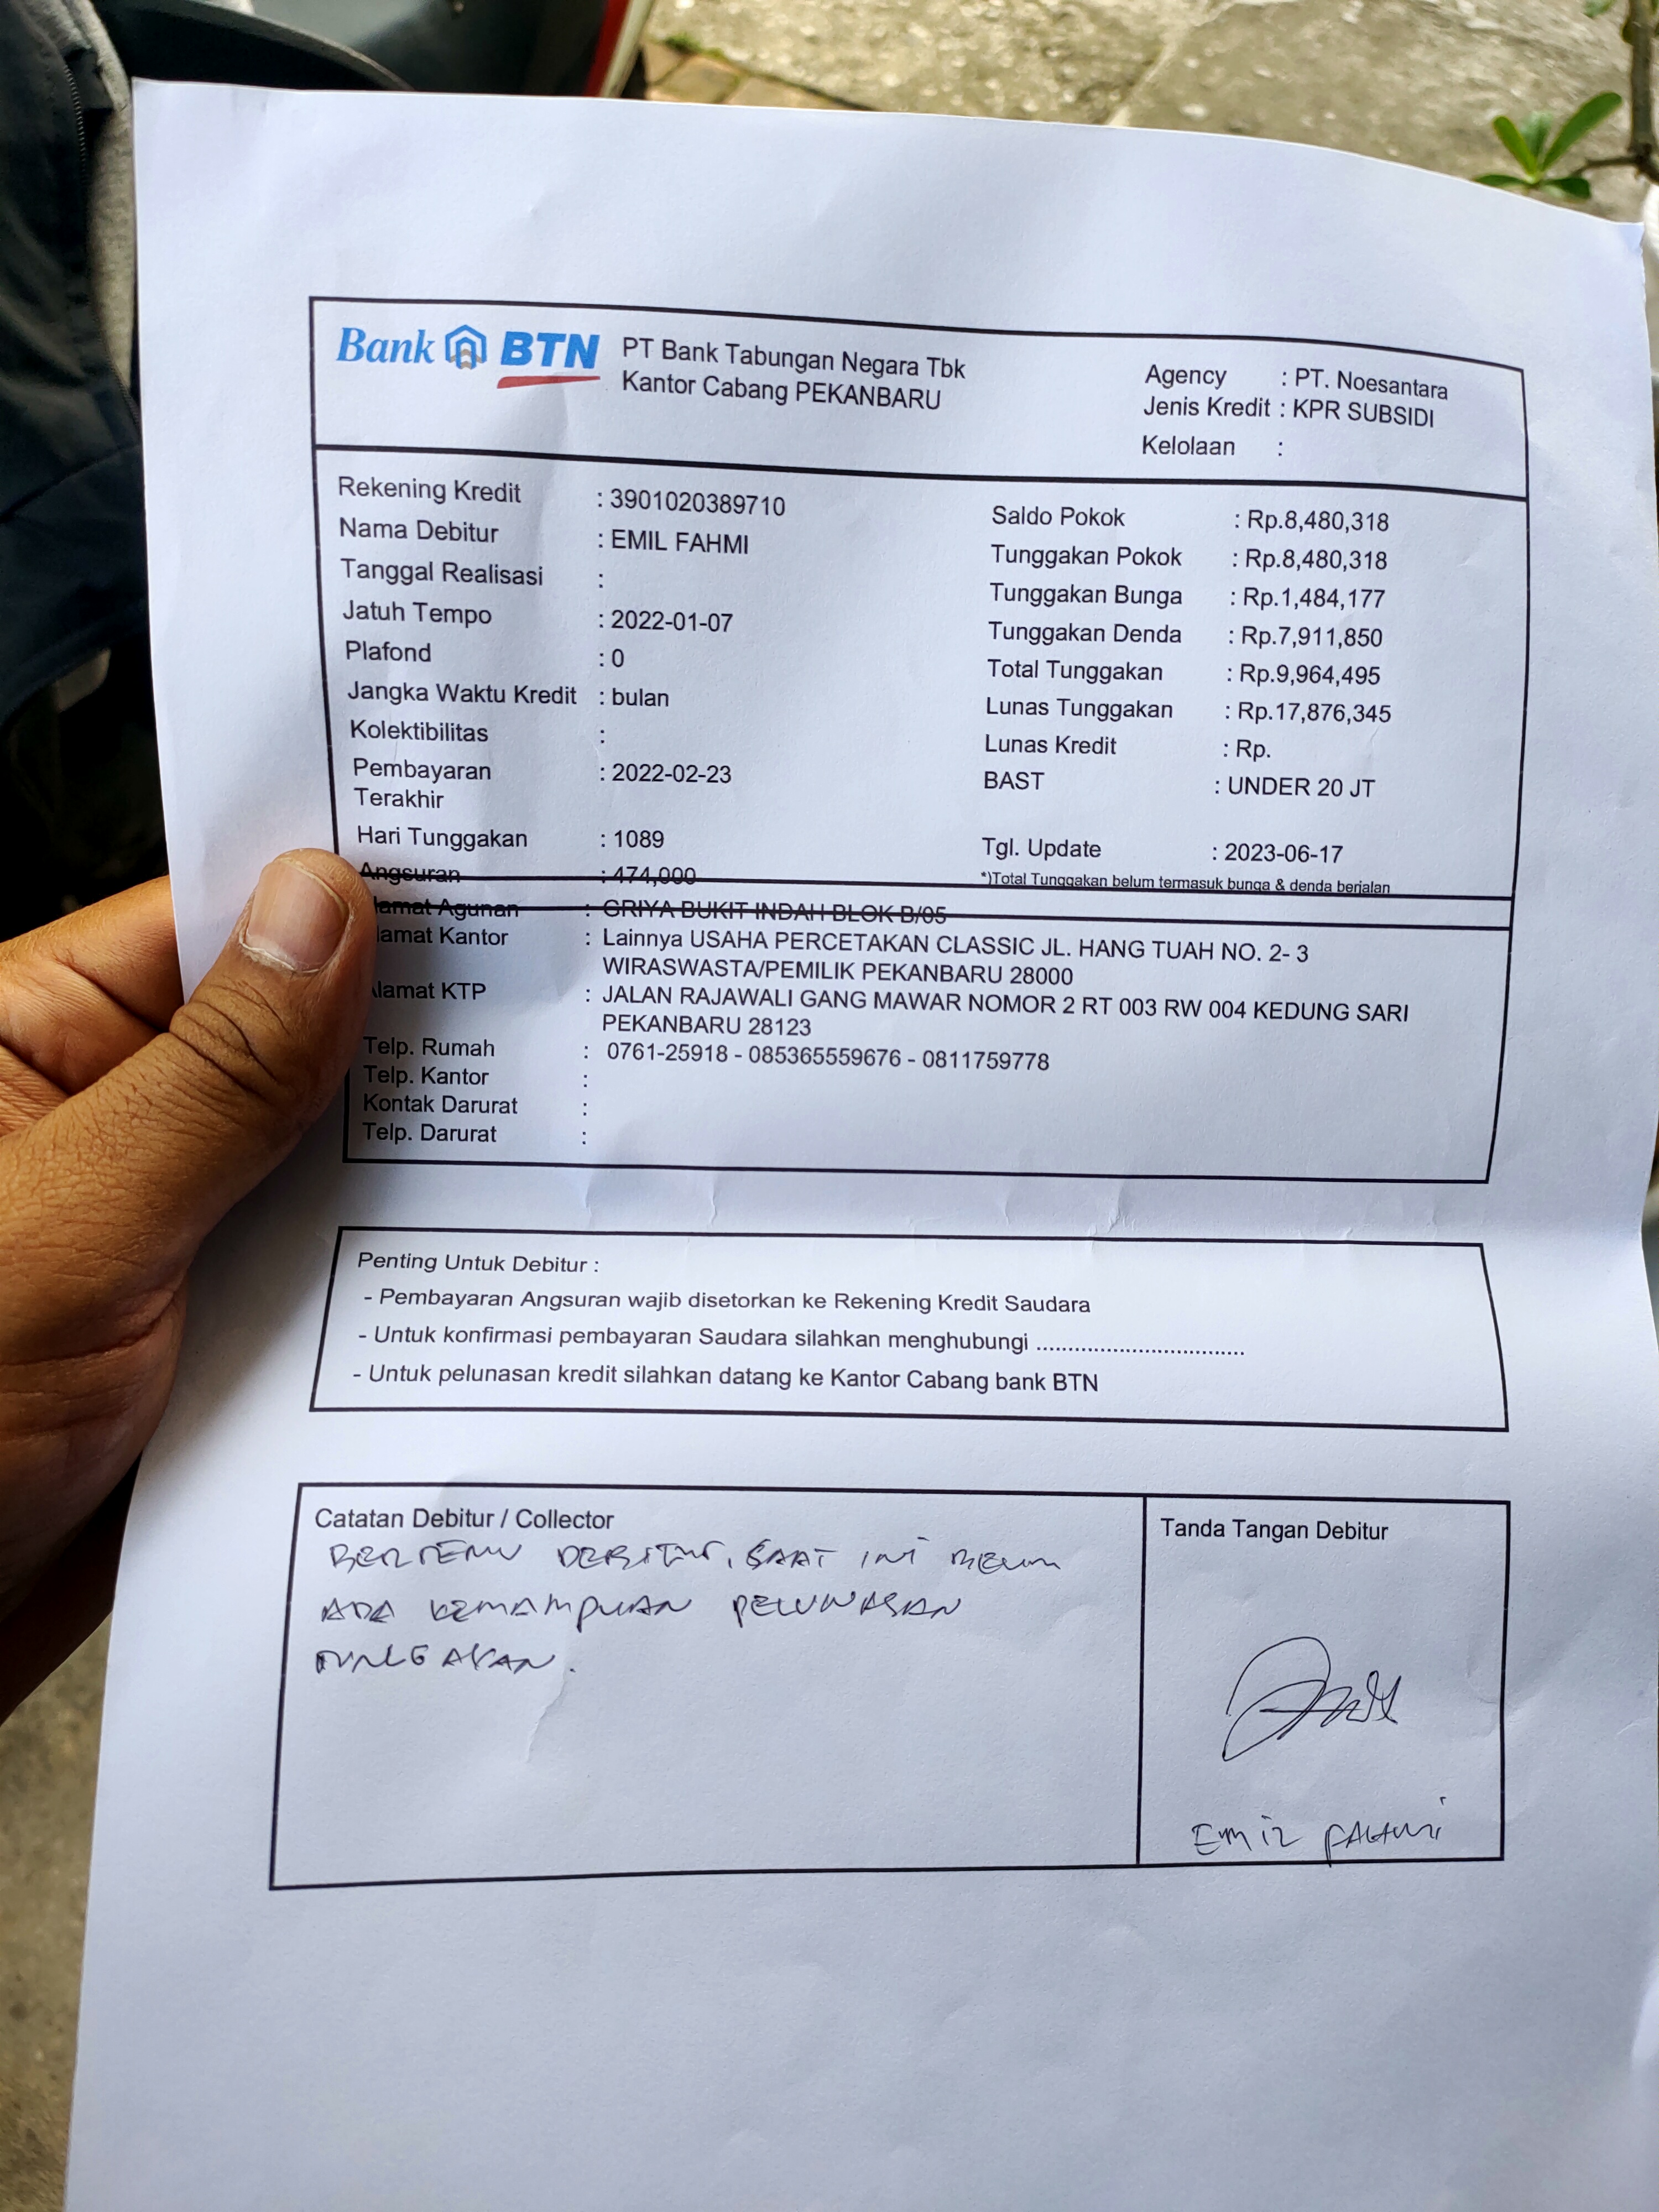 Bank BTN PT Bank Tabungan Negara Tbk
Kantor Cabang PEKANBARU
Agency : PT. Noesantara
Jenis Kredit : KPR SUBSIDI
Kelolaan :
Rekening Kredit : 3901020389710
Nama Debitur : EMIL FAHMI
Tanggal Realisasi :
Jatuh Tempo : 2022-01-07
Plafond : 0
Jangka Waktu Kredit : bulan
Kolektibilitas :
Pembayaran Terakhir : 2022-02-23
Hari Tunggakan : 1089
Angsuran : 474,000
Saldo Pokok : Rp.8,480,318
Tunggakan Pokok : Rp.8,480,318
Tunggakan Bunga : Rp.1,484,177
Tunggakan Denda : Rp.7,911,850
Total Tunggakan : Rp.9,964,495
Lunas Tunggakan : Rp.17,876,345
Lunas Kredit : Rp.
BAST : UNDER 20 JT
Tgl. Update : 2023-06-17
*)Total Tunggakan belum termasuk bunga & denda berjalan
lamat Agunan : GRIYA BUKIT INDAH BLOK B/05
lamat Kantor : Lainnya USAHA PERCETAKAN CLASSIC JL. HANG TUAH NO. 2- 3
WIRASWASTA/PEMILIK PEKANBARU 28000
Alamat KTP : JALAN RAJAWALI GANG MAWAR NOMOR 2 RT 003 RW 004 KEDUNG SARI
PEKANBARU 28123
Telp. Rumah : 0761-25918 - 085365559676 - 0811759778
Telp. Kantor :
Kontak Darurat :
Telp. Darurat :
Penting Untuk Debitur :
- Pembayaran Angsuran wajib disetorkan ke Rekening Kredit Saudara
- Untuk konfirmasi pembayaran Saudara silahkan menghubungi .................................
- Untuk pelunasan kredit silahkan datang ke Kantor Cabang bank BTN
Catatan Debitur / Collector
BERTEMU DEBITUR, SAAT INI BELUM
ADA KEMAMPUAN PELUNASAN
TUNGGAKAN.
Tanda Tangan Debitur
EMIL FAHMI